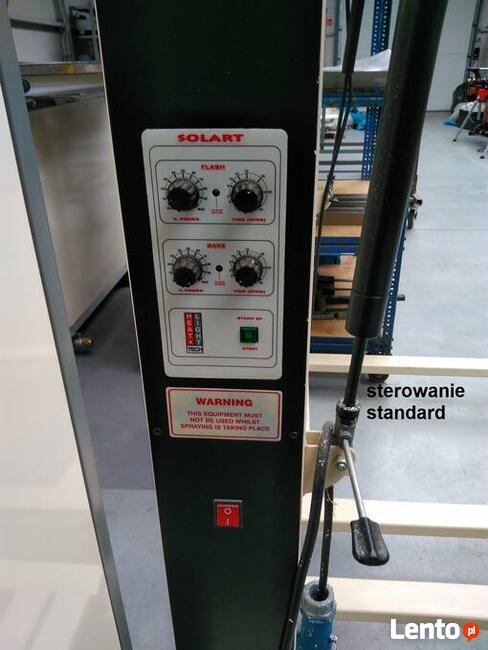 SOLART
FLASH
% POWER
TIME (MINS)
BAKE
% POWER
TIME (MINS)
HEAT+
LIGHT
TECH
STAND BY
START
WARNING
THIS EQUIPMENT MUST
NOT BE USED WHILST
SPRAYING IS TAKING PLACE
sterowanie
standard
Lento.pl